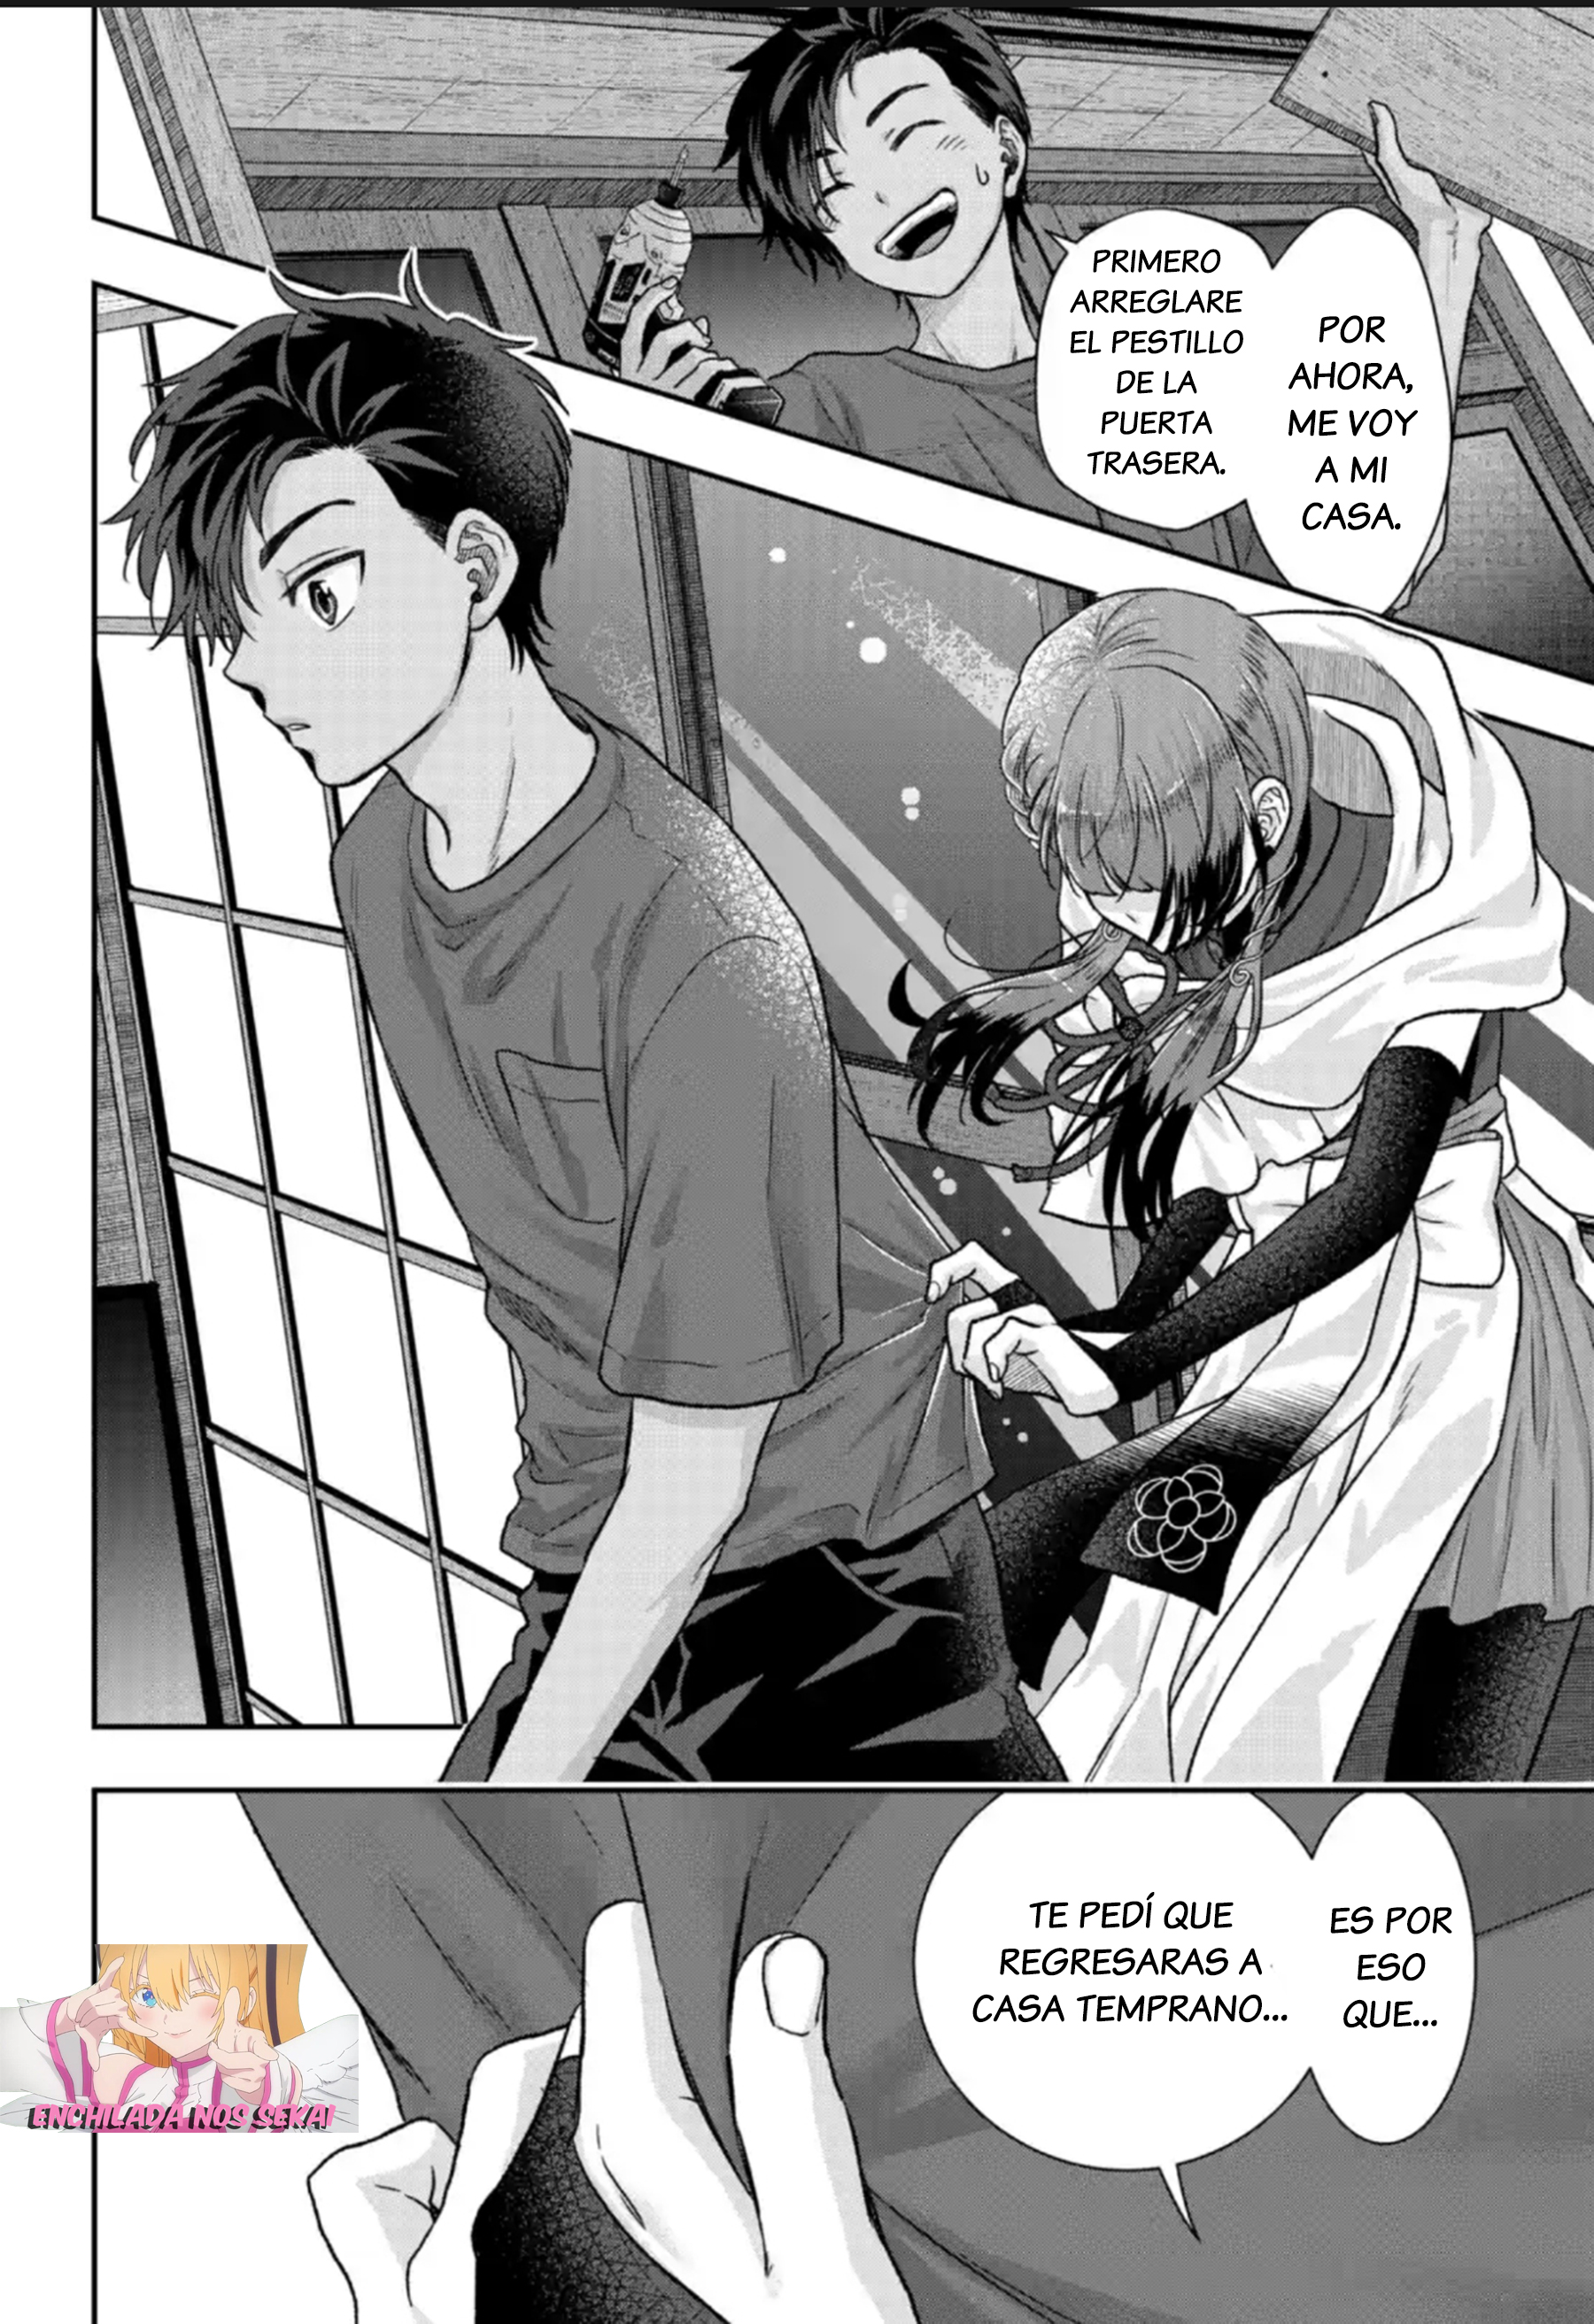 POR
AHORA,
ME VOY
A MI
CASA.
PRIMERO
ARREGLARE
EL PESTILLO
DE LA
PUERTA
TRASERA.
ES POR
ESO
QUE...
TE PEDÍ QUE
REGRESARAS A
CASA TEMPRANO...
ENCHILADA NOS SEKAI